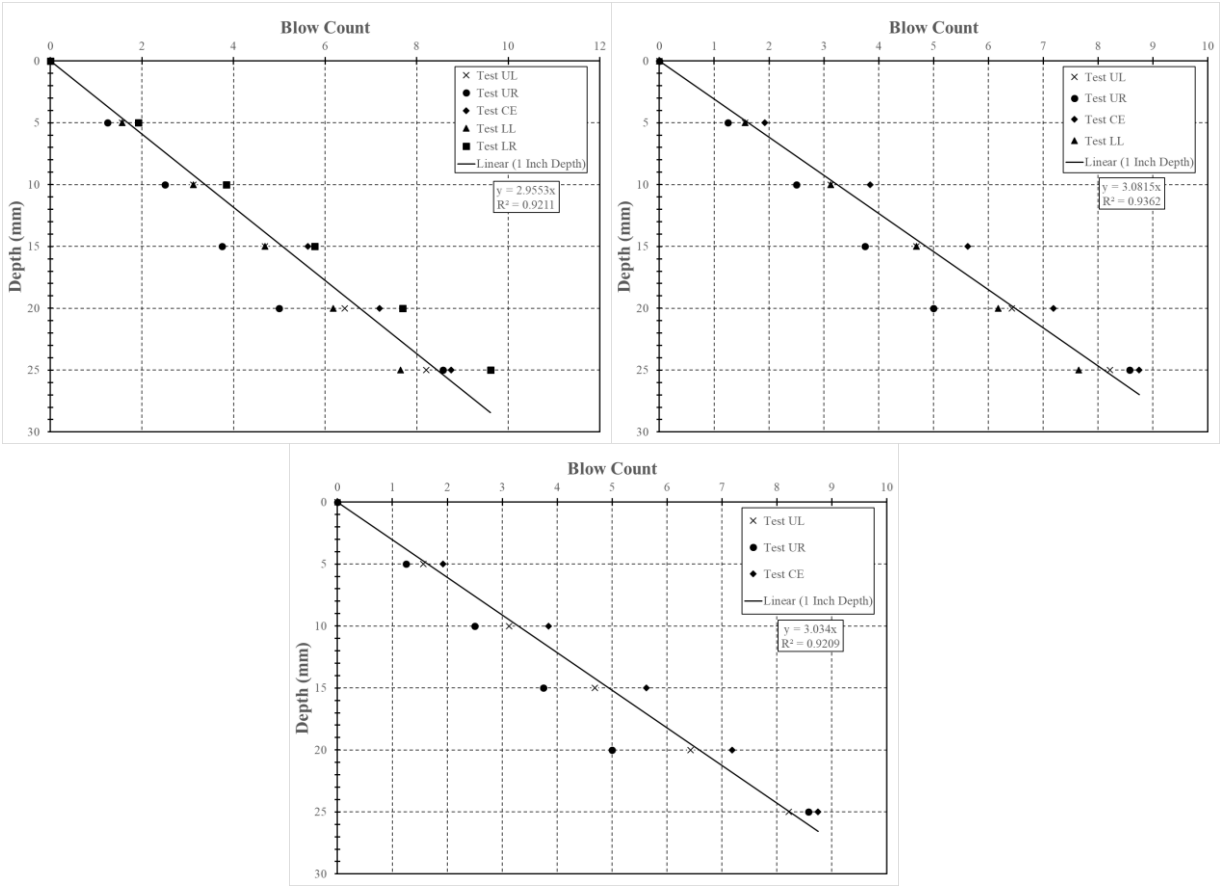 Blow Count
0 2 4 6 8 10 12
0
5
10
15
20
25
30
Depth (mm)
Test UL
Test UR
Test CE
Test LL
Test LR
Linear (1 Inch Depth)
y = 2.9553x
R² = 0.9211
Blow Count
0 1 2 3 4 5 6 7 8 9 10
0
5
10
15
20
25
30
Depth (mm)
Test UL
Test UR
Test CE
Test LL
Linear (1 Inch Depth)
y = 3.0815x
R² = 0.9362
Blow Count
0 1 2 3 4 5 6 7 8 9 10
0
5
10
15
20
25
30
Depth (mm)
Test UL
Test UR
Test CE
Linear (1 Inch Depth)
y = 3.034x
R² = 0.9209